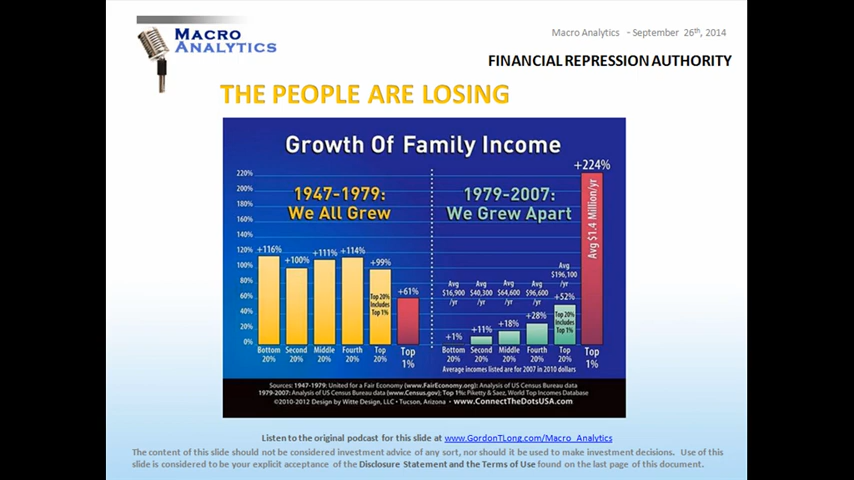 MACRO
ANALYTICS
Macro Analytics - September 26th, 2014
FINANCIAL REPRESSION AUTHORITY
THE PEOPLE ARE LOSING
Growth Of Family Income
1947-1979:
We All Grew
1979-2007:
We Grew Apart
220%
200%
180%
160%
140%
120%
100%
80%
60%
40%
20%
0%
+116%
+100%
+111%
+114%
+99%
+61%
Top 20%
Includes
Top 1%
Bottom
20%
Second
20%
Middle
20%
Fourth
20%
Top
20%
Top
1%
+224%
Avg $1.4 Million/yr
Avg
$16,900
/yr
Avg
$40,300
/yr
Avg
$64,600
/yr
Avg
$96,600
/yr
Avg
$196,100
/yr
+1%
+11%
+18%
+28%
+52%
Top 20%
Includes
Top 1%
Bottom
20%
Second
20%
Middle
20%
Fourth
20%
Top
20%
Top
1%
Average incomes listed are for 2007 in 2010 dollars
Sources: 1947-1979: United for a Fair Economy (www.FairEconomy.org): Analysis of US Census Bureau data
1979-2007: Analysis of US Census Bureau data (www.Census.gov); Top 1%: Piketty & Saez, World Top Incomes Database
©2010-2012 Design by Witte Design, LLC • Tucson, Arizona • www.ConnectTheDotsUSA.com
Listen to the original podcast for this slide at www.GordonTLong.com/Macro_Analytics
The content of this slide should not be considered investment advice of any sort, nor should it be used to make investment decisions. Use of this
slide is considered to be your explicit acceptance of the Disclosure Statement and the Terms of Use found on the last page of this document.